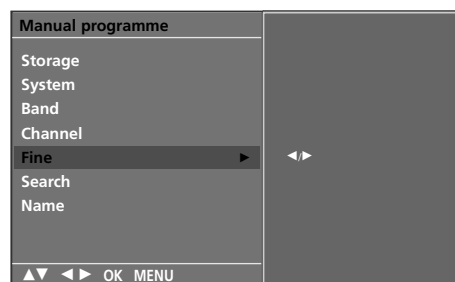 Manual programme
Storage
System
Band
Channel
Fine ► ◄/►
Search
Name
▲▼ ◄ ► OK MENU